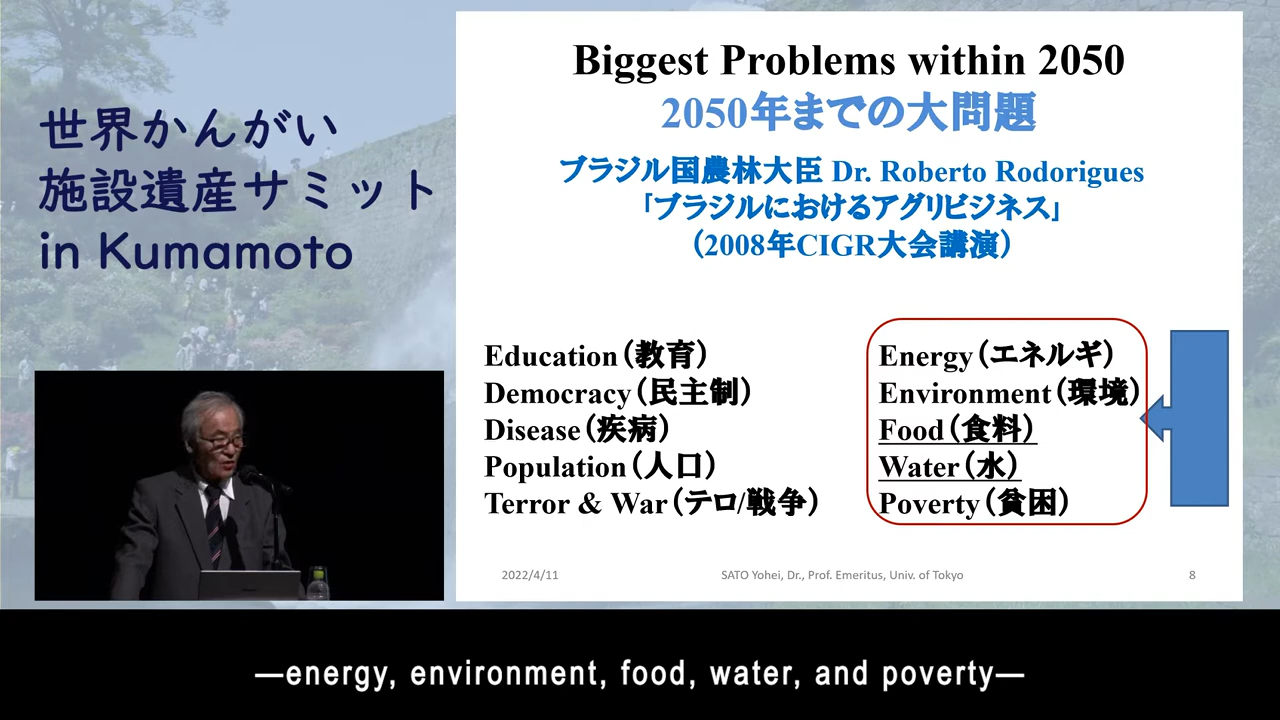 世界かんがい
施設遺産サミット
in Kumamoto
Biggest Problems within 2050
2050年までの大問題
ブラジル国農林大臣 Dr. Roberto Rodorigues
「ブラジルにおけるアグリビジネス」
（2008年CIGR大会講演）
Education（教育）
Democracy（民主制）
Disease（疾病）
Population（人口）
Terror & War（テロ/戦争）
Energy（エネルギ）
Environment（環境）
Food（食料）
Water（水）
Poverty（貧困）
2022/4/11
SATO Yohei, Dr., Prof. Emeritus, Univ. of Tokyo
8
—energy, environment, food, water, and poverty—